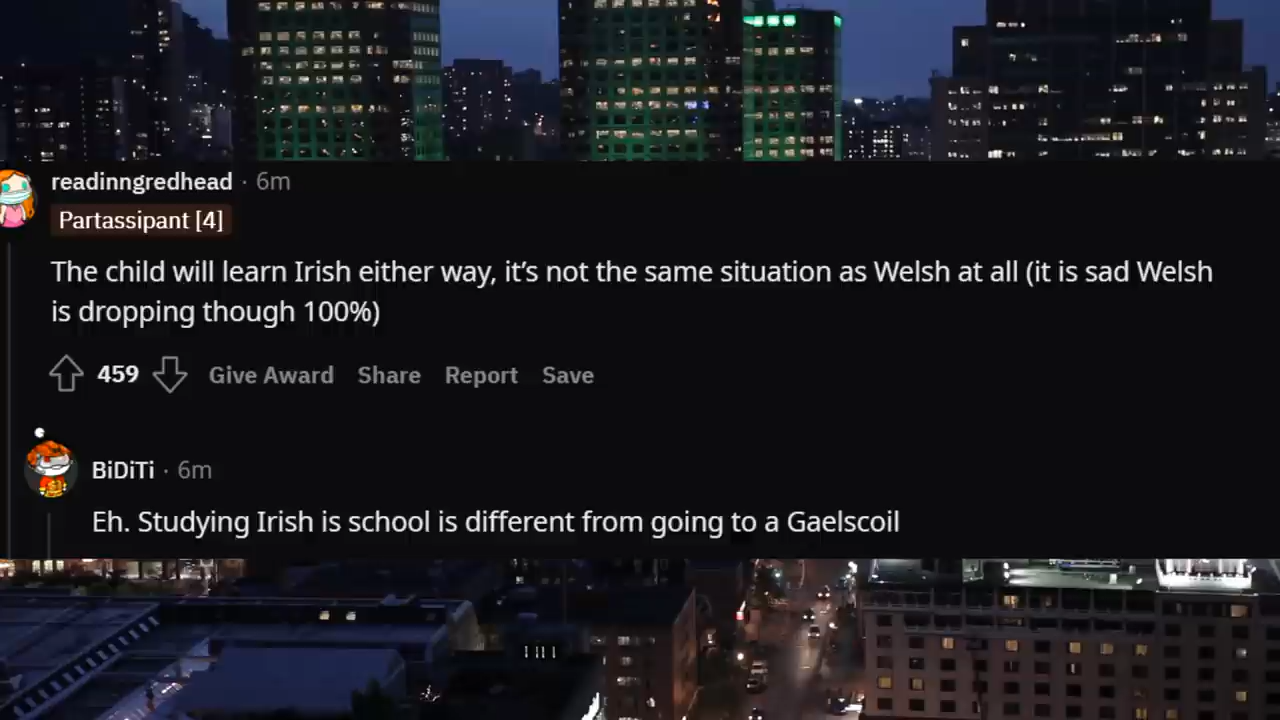 readinngredhead · 6m
Partassipant [4]
The child will learn Irish either way, it's not the same situation as Welsh at all (it is sad Welsh
is dropping though 100%)
459 Give Award Share Report Save
BiDiTi · 6m
Eh. Studying Irish is school is different from going to a Gaelscoil